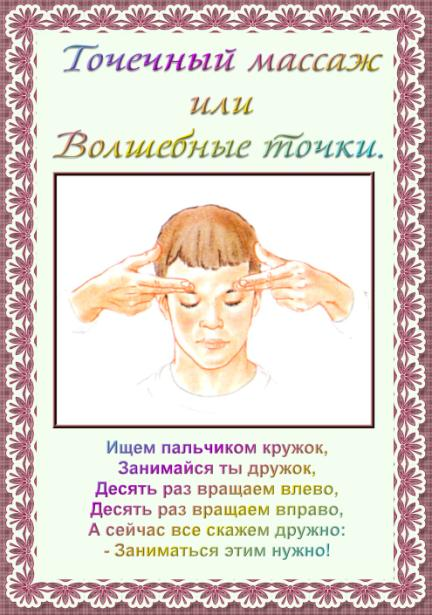 Точечный массаж
или
Волшебные точки.
Ищем пальчиком кружок,
Занимайся ты дружок,
Десять раз вращаем влево,
Десять раз вращаем вправо,
А сейчас все скажем дружно:
- Заниматься этим нужно!